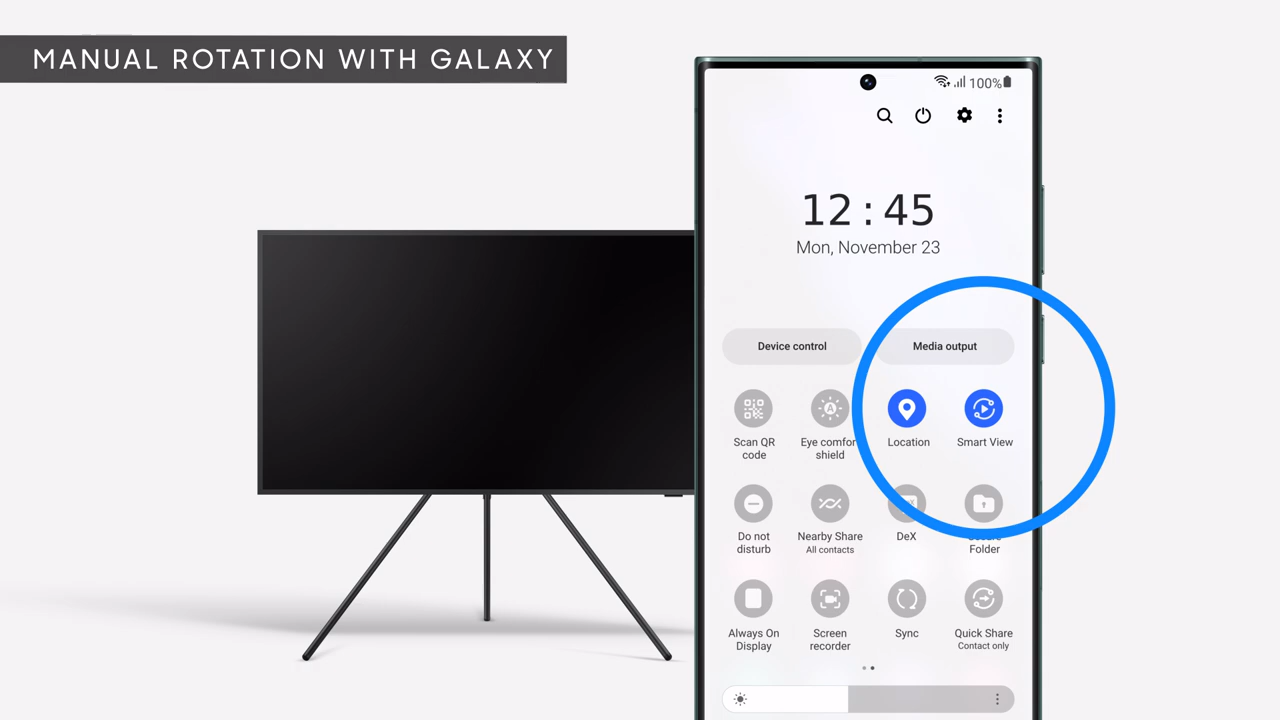 MANUAL ROTATION WITH GALAXY
100%
12:45
Mon, November 23
Device control
Media output
Scan QR
code
Eye comfort
shield
Location
Smart View
Do not
disturb
Nearby Share
All contacts
DeX
Folder
Always On
Display
Screen
recorder
Sync
Quick Share
Contact only